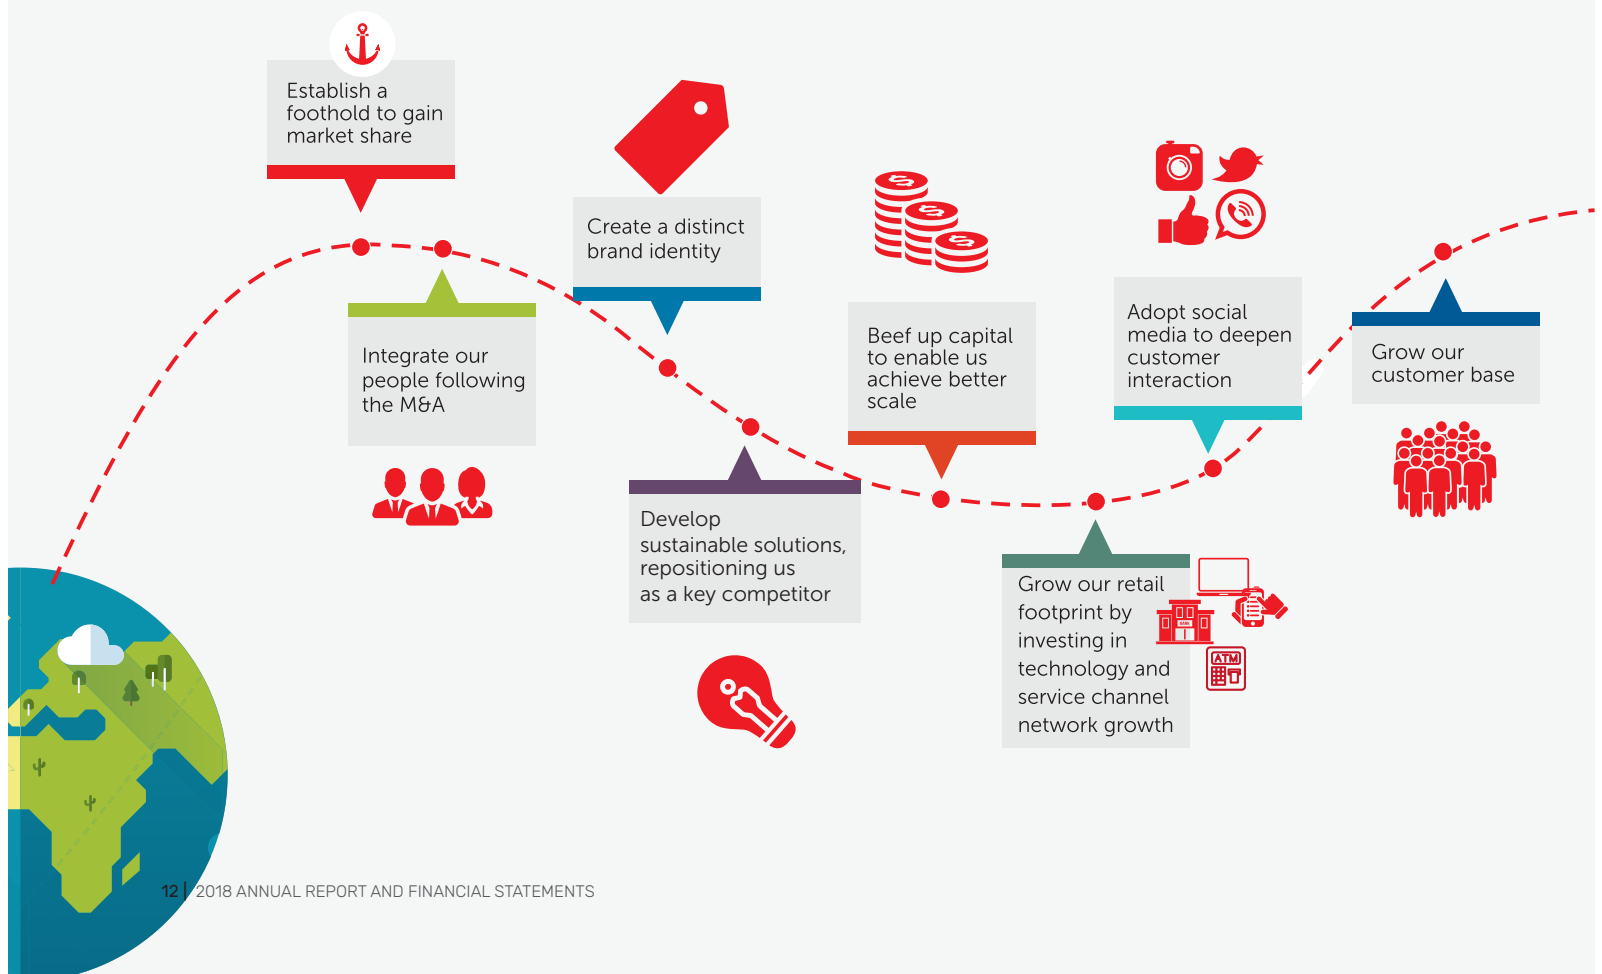 Establish a
foothold to gain
market share
Integrate our
people following
the M&A
Create a distinct
brand identity
Develop
sustainable solutions,
repositioning us
as a key competitor
Beef up capital
to enable us
achieve better
scale
Grow our retail
footprint by
investing in
technology and
service channel
network growth
BANK
ATM
Adopt social
media to deepen
customer
interaction
Grow our
customer base
12 | 2018 ANNUAL REPORT AND FINANCIAL STATEMENTS